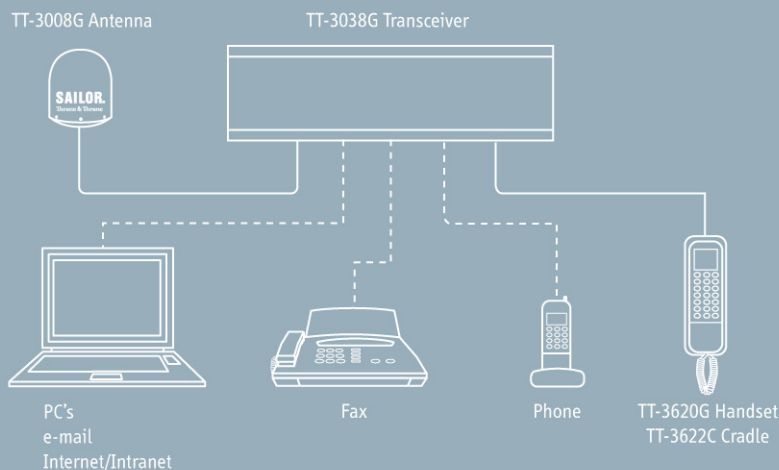 TT-3008G Antenna
TT-3038G Transceiver
SAILOR.
Thrane & Thrane
PC's
e-mail
Internet/Intranet
Fax
Phone
TT-3620G Handset
TT-3622C Cradle